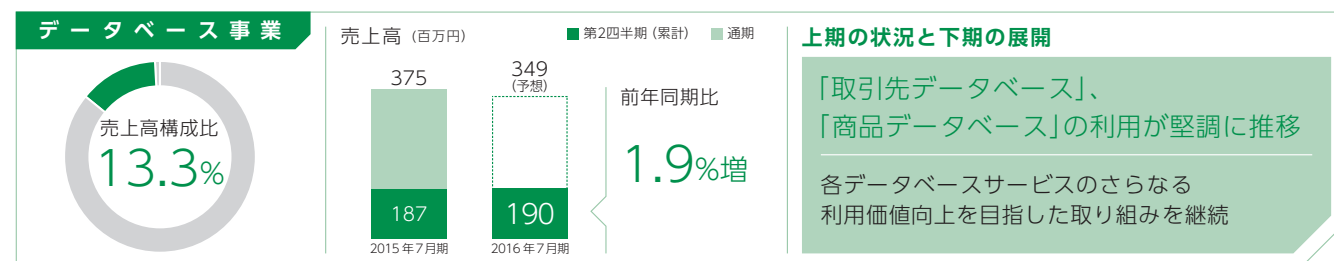 データベース事業
売上高構成比
13.3%
売上高（百万円）
■第2四半期（累計） ■通期
375
187
2015年7月期
349
（予想）
190
2016年7月期
前年同期比
1.9%増
上期の状況と下期の展開
「取引先データベース」、
「商品データベース」の利用が堅調に推移
各データベースサービスのさらなる
利用価値向上を目指した取り組みを継続